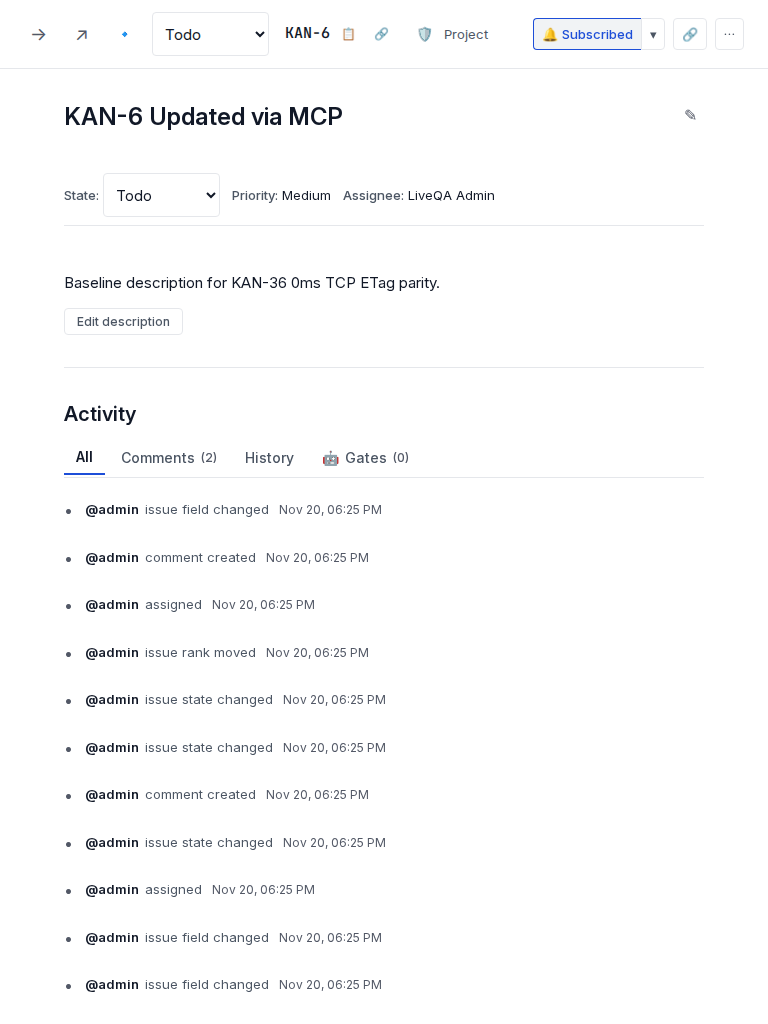 Todo KAN-6 Project Subscribed
KAN-6 Updated via MCP
State: Todo Priority: Medium Assignee: LiveQA Admin
Baseline description for KAN-36 0ms TCP ETag parity.
Edit description
Activity
All Comments (2) History Gates (0)
@admin issue field changed Nov 20, 06:25 PM
@admin comment created Nov 20, 06:25 PM
@admin assigned Nov 20, 06:25 PM
@admin issue rank moved Nov 20, 06:25 PM
@admin issue state changed Nov 20, 06:25 PM
@admin issue state changed Nov 20, 06:25 PM
@admin comment created Nov 20, 06:25 PM
@admin issue state changed Nov 20, 06:25 PM
@admin assigned Nov 20, 06:25 PM
@admin issue field changed Nov 20, 06:25 PM
@admin issue field changed Nov 20, 06:25 PM